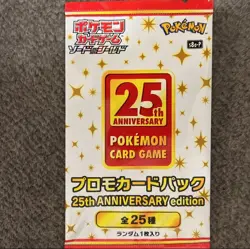 ポケモンカードゲーム
ソード&シールド
Pokémon
s8a-P
25th
ANNIVERSARY
POKÉMON
CARD GAME
プロモカードパック
25th ANNIVERSARY edition
全25種
ランダム1枚入り